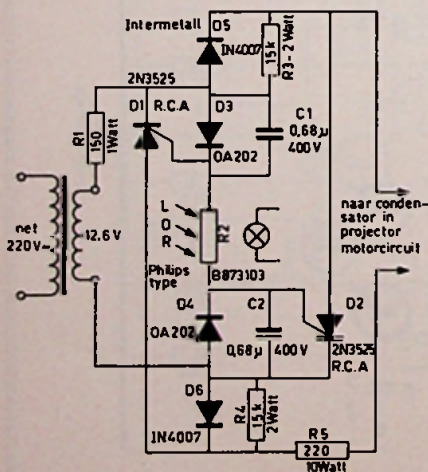 Intermetall
D5
IN4007
15k
R3-2 Watt
2N3525
D1
R.C.A
D3
C1
0,68µ
400V
R1
150
1Watt
OA202
net
220V~
12.6V
L
D
R
R2
B873103
Philips
type
naar conden-
sator in
projector
motorcircuit
D4
OA202
C2
0,68µ
400V
D2
2N3525
R.C.A.
D6
IN4007
R4
15k
2Watt
R5
220
10Watt